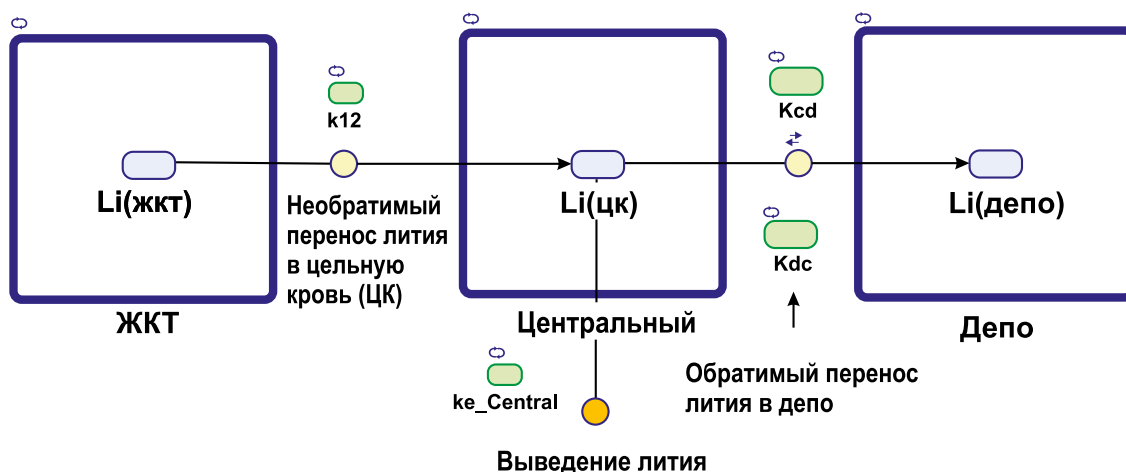 Kcd
k12
Li(жкт)
Li(цк)
Li(депо)
Необратимый
перенос лития
в цельную
кровь (ЦК)
Kdc
ЖКТ
Центральный
Депо
ke_Central
Обратимый перенос
лития в депо
Выведение лития